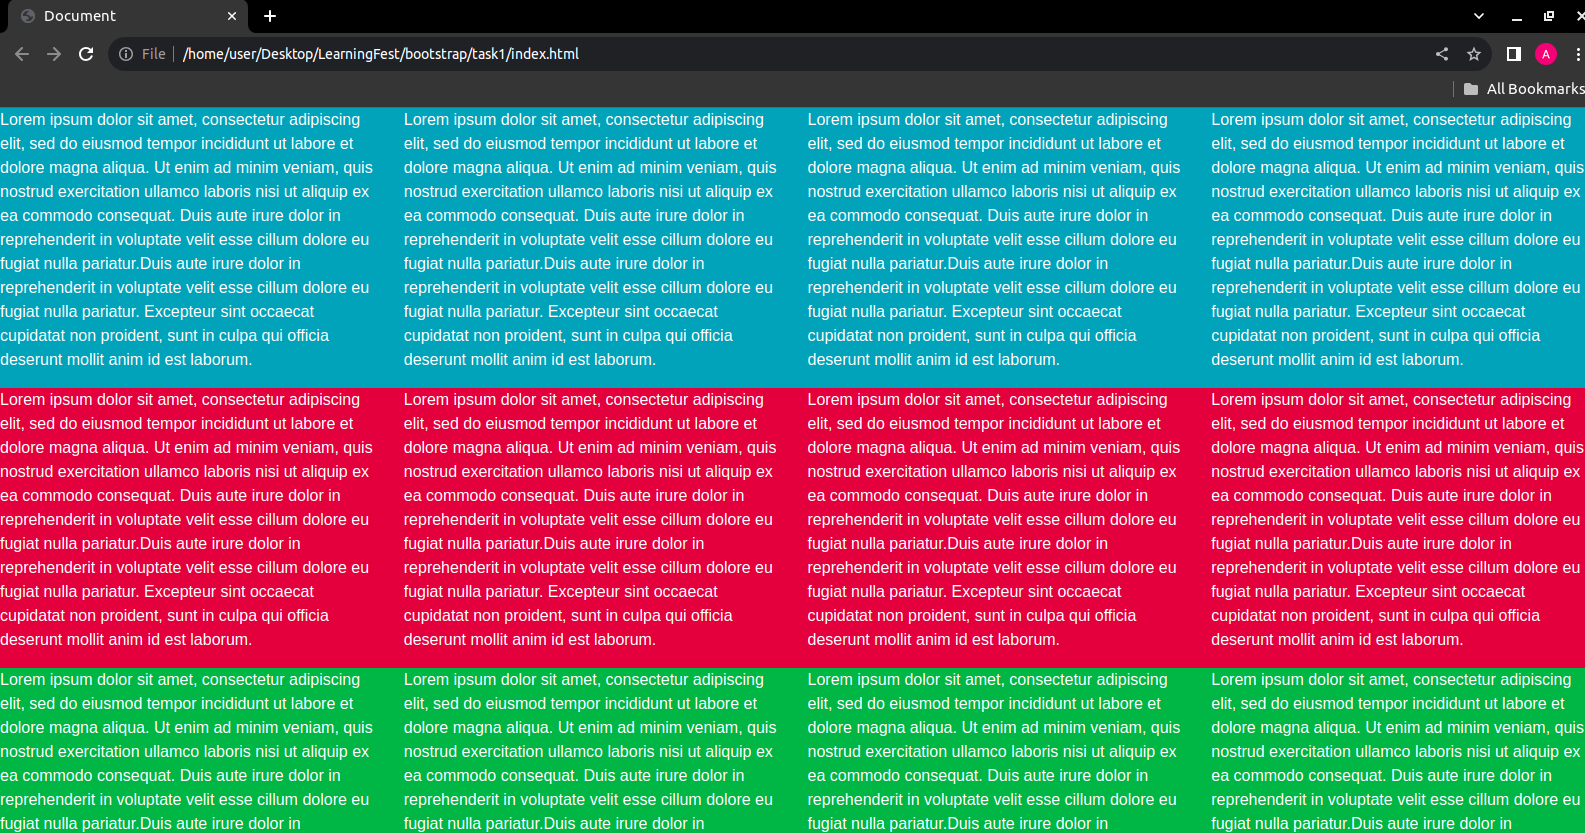 Document
File
/home/user/Desktop/LearningFest/bootstrap/task1/index.html
A
All Bookmarks
Lorem ipsum dolor sit amet, consectetur adipiscing
elit, sed do eiusmod tempor incididunt ut labore et
dolore magna aliqua. Ut enim ad minim veniam, quis
nostrud exercitation ullamco laboris nisi ut aliquip ex
ea commodo consequat. Duis aute irure dolor in
reprehenderit in voluptate velit esse cillum dolore eu
fugiat nulla pariatur.Duis aute irure dolor in
reprehenderit in voluptate velit esse cillum dolore eu
fugiat nulla pariatur. Excepteur sint occaecat
cupidatat non proident, sunt in culpa qui officia
deserunt mollit anim id est laborum.
Lorem ipsum dolor sit amet, consectetur adipiscing
elit, sed do eiusmod tempor incididunt ut labore et
dolore magna aliqua. Ut enim ad minim veniam, quis
nostrud exercitation ullamco laboris nisi ut aliquip ex
ea commodo consequat. Duis aute irure dolor in
reprehenderit in voluptate velit esse cillum dolore eu
fugiat nulla pariatur.Duis aute irure dolor in
reprehenderit in voluptate velit esse cillum dolore eu
fugiat nulla pariatur. Excepteur sint occaecat
cupidatat non proident, sunt in culpa qui officia
deserunt mollit anim id est laborum.
Lorem ipsum dolor sit amet, consectetur adipiscing
elit, sed do eiusmod tempor incididunt ut labore et
dolore magna aliqua. Ut enim ad minim veniam, quis
nostrud exercitation ullamco laboris nisi ut aliquip ex
ea commodo consequat. Duis aute irure dolor in
reprehenderit in voluptate velit esse cillum dolore eu
fugiat nulla pariatur.Duis aute irure dolor in
reprehenderit in voluptate velit esse cillum dolore eu
fugiat nulla pariatur. Excepteur sint occaecat
cupidatat non proident, sunt in culpa qui officia
deserunt mollit anim id est laborum.
Lorem ipsum dolor sit amet, consectetur adipiscing
elit, sed do eiusmod tempor incididunt ut labore et
dolore magna aliqua. Ut enim ad minim veniam, quis
nostrud exercitation ullamco laboris nisi ut aliquip ex
ea commodo consequat. Duis aute irure dolor in
reprehenderit in voluptate velit esse cillum dolore eu
fugiat nulla pariatur.Duis aute irure dolor in
reprehenderit in voluptate velit esse cillum dolore eu
fugiat nulla pariatur. Excepteur sint occaecat
cupidatat non proident, sunt in culpa qui officia
deserunt mollit anim id est laborum.
Lorem ipsum dolor sit amet, consectetur adipiscing
elit, sed do eiusmod tempor incididunt ut labore et
dolore magna aliqua. Ut enim ad minim veniam, quis
nostrud exercitation ullamco laboris nisi ut aliquip ex
ea commodo consequat. Duis aute irure dolor in
reprehenderit in voluptate velit esse cillum dolore eu
fugiat nulla pariatur.Duis aute irure dolor in
reprehenderit in voluptate velit esse cillum dolore eu
fugiat nulla pariatur. Excepteur sint occaecat
cupidatat non proident, sunt in culpa qui officia
deserunt mollit anim id est laborum.
Lorem ipsum dolor sit amet, consectetur adipiscing
elit, sed do eiusmod tempor incididunt ut labore et
dolore magna aliqua. Ut enim ad minim veniam, quis
nostrud exercitation ullamco laboris nisi ut aliquip ex
ea commodo consequat. Duis aute irure dolor in
reprehenderit in voluptate velit esse cillum dolore eu
fugiat nulla pariatur.Duis aute irure dolor in
reprehenderit in voluptate velit esse cillum dolore eu
fugiat nulla pariatur. Excepteur sint occaecat
cupidatat non proident, sunt in culpa qui officia
deserunt mollit anim id est laborum.
Lorem ipsum dolor sit amet, consectetur adipiscing
elit, sed do eiusmod tempor incididunt ut labore et
dolore magna aliqua. Ut enim ad minim veniam, quis
nostrud exercitation ullamco laboris nisi ut aliquip ex
ea commodo consequat. Duis aute irure dolor in
reprehenderit in voluptate velit esse cillum dolore eu
fugiat nulla pariatur.Duis aute irure dolor in
reprehenderit in voluptate velit esse cillum dolore eu
fugiat nulla pariatur. Excepteur sint occaecat
cupidatat non proident, sunt in culpa qui officia
deserunt mollit anim id est laborum.
Lorem ipsum dolor sit amet, consectetur adipiscing
elit, sed do eiusmod tempor incididunt ut labore et
dolore magna aliqua. Ut enim ad minim veniam, quis
nostrud exercitation ullamco laboris nisi ut aliquip ex
ea commodo consequat. Duis aute irure dolor in
reprehenderit in voluptate velit esse cillum dolore eu
fugiat nulla pariatur.Duis aute irure dolor in
reprehenderit in voluptate velit esse cillum dolore eu
fugiat nulla pariatur. Excepteur sint occaecat
cupidatat non proident, sunt in culpa qui officia
deserunt mollit anim id est laborum.
Lorem ipsum dolor sit amet, consectetur adipiscing
elit, sed do eiusmod tempor incididunt ut labore et
dolore magna aliqua. Ut enim ad minim veniam, quis
nostrud exercitation ullamco laboris nisi ut aliquip ex
ea commodo consequat. Duis aute irure dolor in
reprehenderit in voluptate velit esse cillum dolore eu
fugiat nulla pariatur.Duis aute irure dolor in
Lorem ipsum dolor sit amet, consectetur adipiscing
elit, sed do eiusmod tempor incididunt ut labore et
dolore magna aliqua. Ut enim ad minim veniam, quis
nostrud exercitation ullamco laboris nisi ut aliquip ex
ea commodo consequat. Duis aute irure dolor in
reprehenderit in voluptate velit esse cillum dolore eu
fugiat nulla pariatur.Duis aute irure dolor in
Lorem ipsum dolor sit amet, consectetur adipiscing
elit, sed do eiusmod tempor incididunt ut labore et
dolore magna aliqua. Ut enim ad minim veniam, quis
nostrud exercitation ullamco laboris nisi ut aliquip ex
ea commodo consequat. Duis aute irure dolor in
reprehenderit in voluptate velit esse cillum dolore eu
fugiat nulla pariatur.Duis aute irure dolor in
Lorem ipsum dolor sit amet, consectetur adipiscing
elit, sed do eiusmod tempor incididunt ut labore et
dolore magna aliqua. Ut enim ad minim veniam, quis
nostrud exercitation ullamco laboris nisi ut aliquip ex
ea commodo consequat. Duis aute irure dolor in
reprehenderit in voluptate velit esse cillum dolore eu
fugiat nulla pariatur.Duis aute irure dolor in